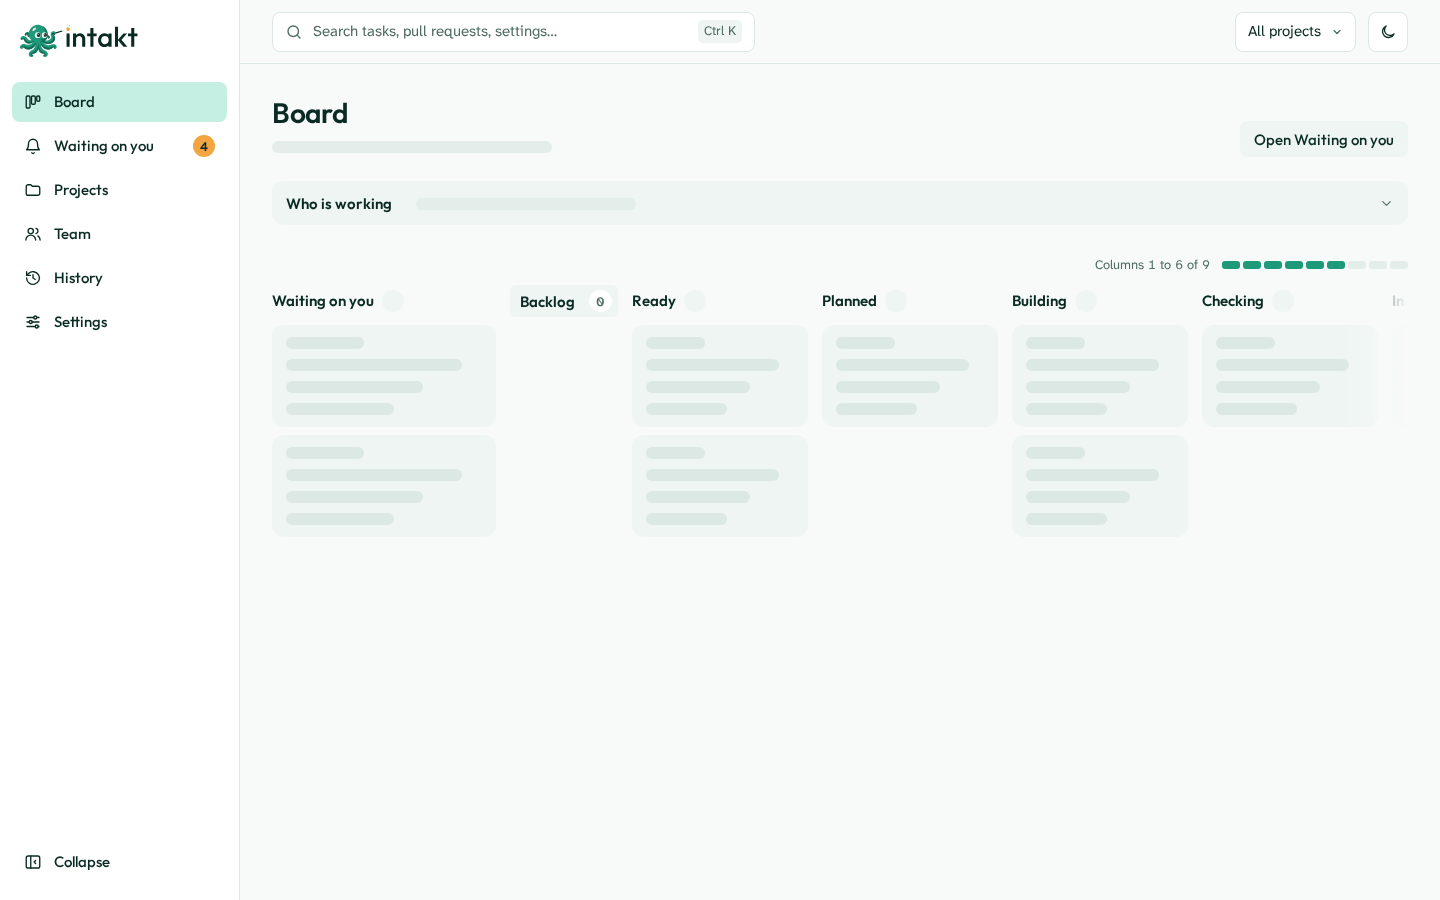 intakt
Search tasks, pull requests, settings...
Ctrl K
All projects
Board
Waiting on you
4
Projects
Team
History
Settings
Collapse
Board
Open Waiting on you
Who is working
Columns 1 to 6 of 9
Waiting on you
Backlog 0
Ready
Planned
Building
Checking
In